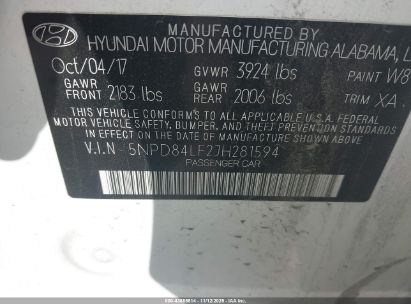 MANUFACTURED BY
HYUNDAI MOTOR MANUFACTURING ALABAMA, L
Oct/04/17 GVWR 3924 lbs PAINT W8
GAWR FRONT 2183 lbs GAWR REAR 2006 lbs TRIM XA
THIS VEHICLE CONFORMS TO ALL APPLICABLE U.S. FEDERAL
MOTOR VEHICLE SAFETY, BUMPER, AND THEFT PREVENTION
STANDARDS IN EFFECT ON THE DATE OF MANUFACTURE SHOWN ABOVE.
V.I.N - 5NPD84LF2JH281594
PASSENGER CAR